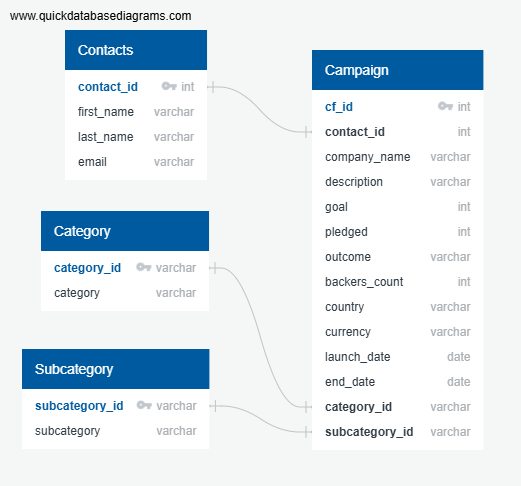 www.quickdatabasediagrams.com
Contacts
contact_id int
first_name varchar
last_name varchar
email varchar
Category
category_id varchar
category varchar
Subcategory
subcategory_id varchar
subcategory varchar
Campaign
cf_id int
contact_id int
company_name varchar
description varchar
goal int
pledged int
outcome varchar
backers_count int
country varchar
currency varchar
launch_date date
end_date date
category_id varchar
subcategory_id varchar